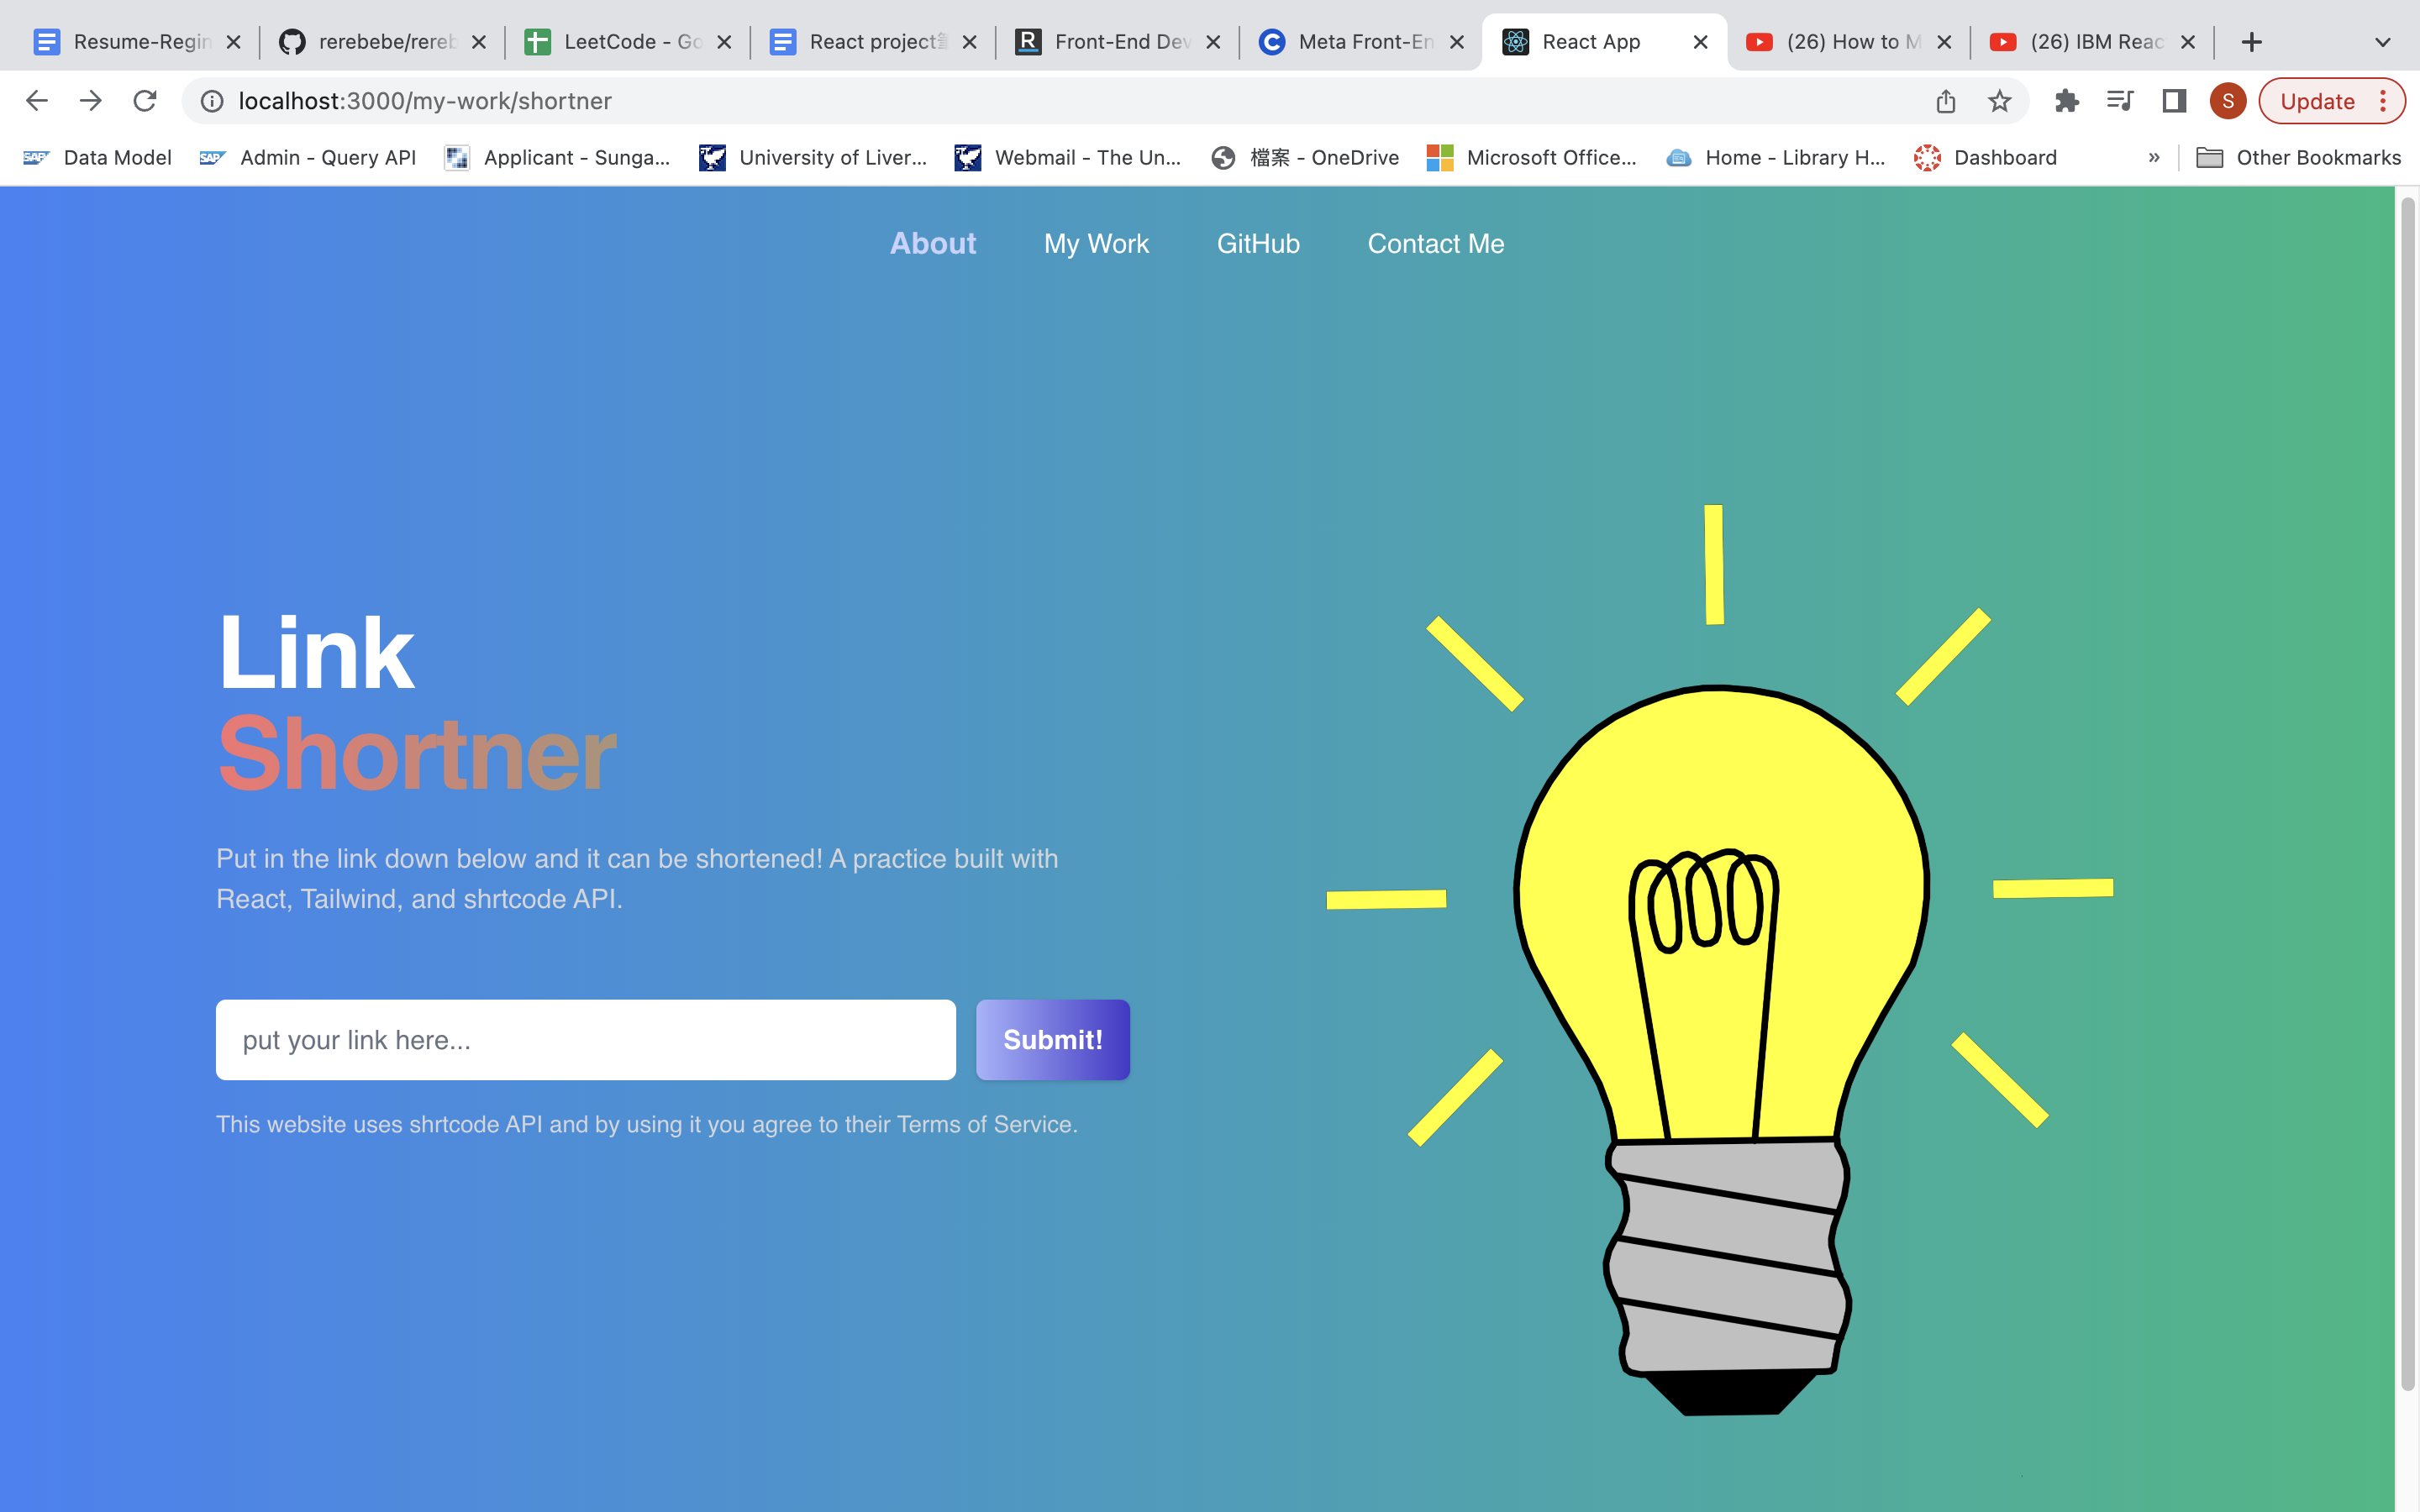 Resume-Regin
rerebebe/rereb
LeetCode - Go
React project
Front-End Dev
Meta Front-En
React App
(26) How to M
(26) IBM Reac
localhost:3000/my-work/shortner
S
Update
Data Model
Admin - Query API
Applicant - Sunga...
University of Liver...
Webmail - The Un...
檔案 - OneDrive
Microsoft Office...
Home - Library H...
Dashboard
»
Other Bookmarks
About
My Work
GitHub
Contact Me
Link
Shortner
Put in the link down below and it can be shortened! A practice built with
React, Tailwind, and shrtcode API.
put your link here...
Submit!
This website uses shrtcode API and by using it you agree to their Terms of Service.